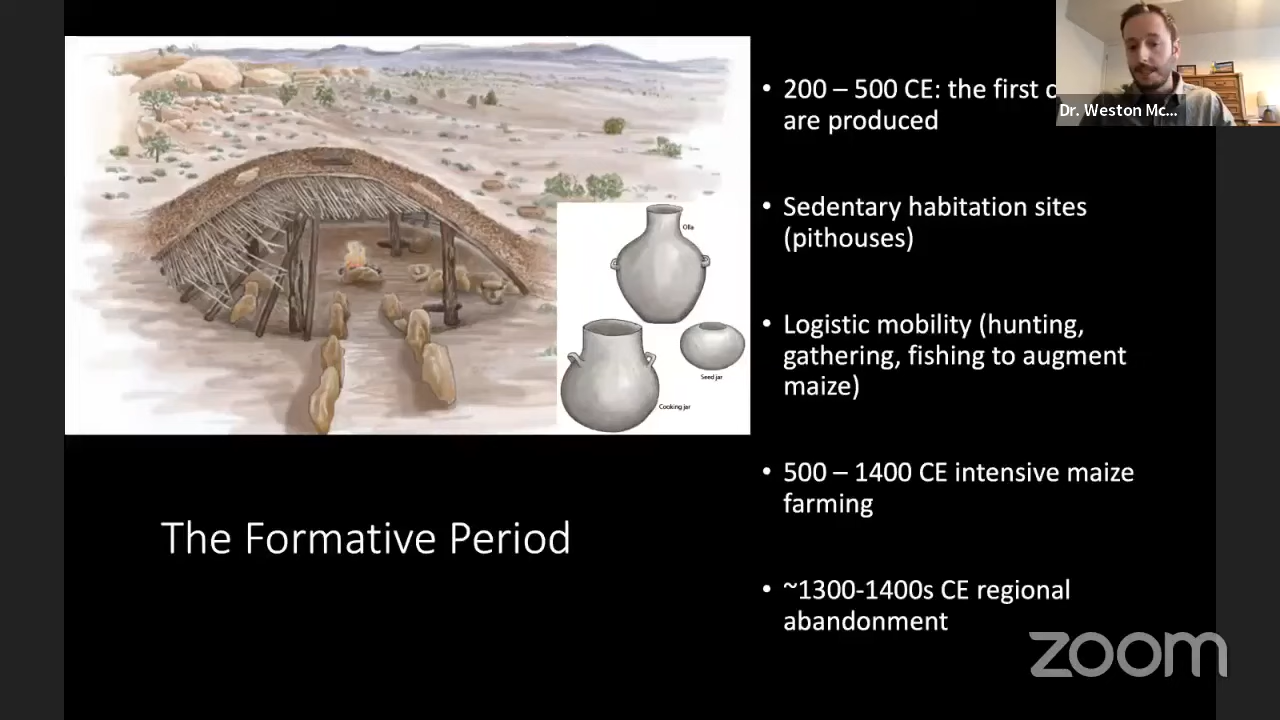 • 200 – 500 CE: the first
are produced
Dr. Weston Mc...
• Sedentary habitation sites
(pithouses)
• Logistic mobility (hunting,
gathering, fishing to augment
maize)
• 500 – 1400 CE intensive maize
farming
• ~1300-1400s CE regional
abandonment
Olla
Seed jar
Cooking jar
The Formative Period
zoom